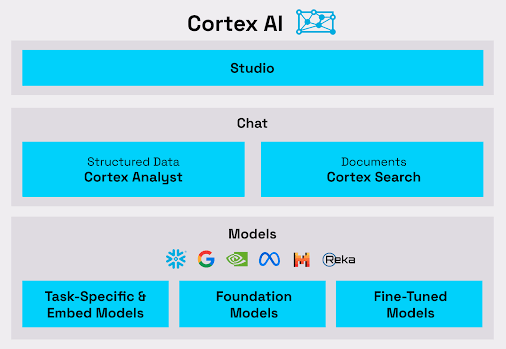 Cortex AI
Studio
Chat
Structured Data
Cortex Analyst
Documents
Cortex Search
Models
Reka
Task-Specific &
Embed Models
Foundation
Models
Fine-Tuned
Models